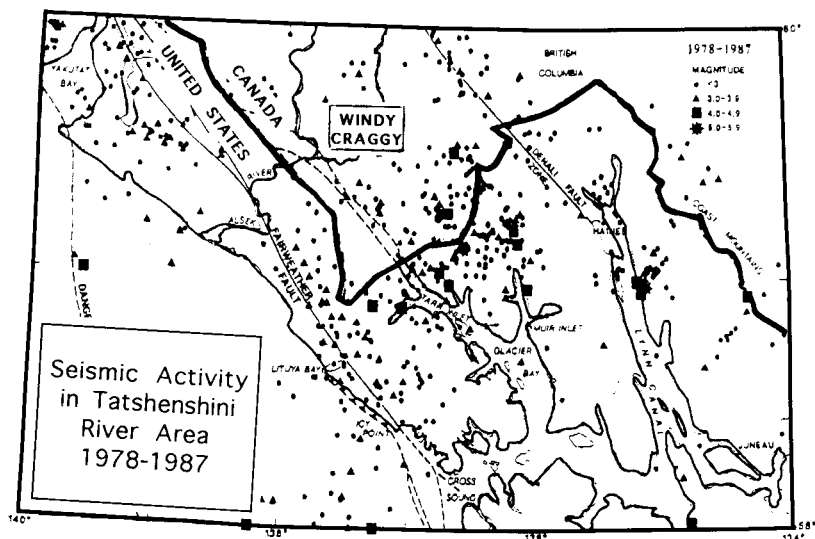 60°
1978-1987
MAGNITUDE
<3
3.0-3.9
4.0-4.9
5.0-5.9
BRITISH
COLUMBIA
YAKUTAT
BAY
UNITED STATES
CANADA
WINDY
CRAGGY
RIVER
ALSEK
FAIRWEATHER
FAULT
DENALI FAULT
ZONE
HAINES
COAST MOUNTAINS
INLET
MUIR INLET
GLACIER
BAY
LYNN CANAL
LITUYA BAY
ICY
POINT
CROSS
SOUND
JUNEAU
Seismic Activity
in Tatshenshini
River Area
1978-1987
140°
138°
58°